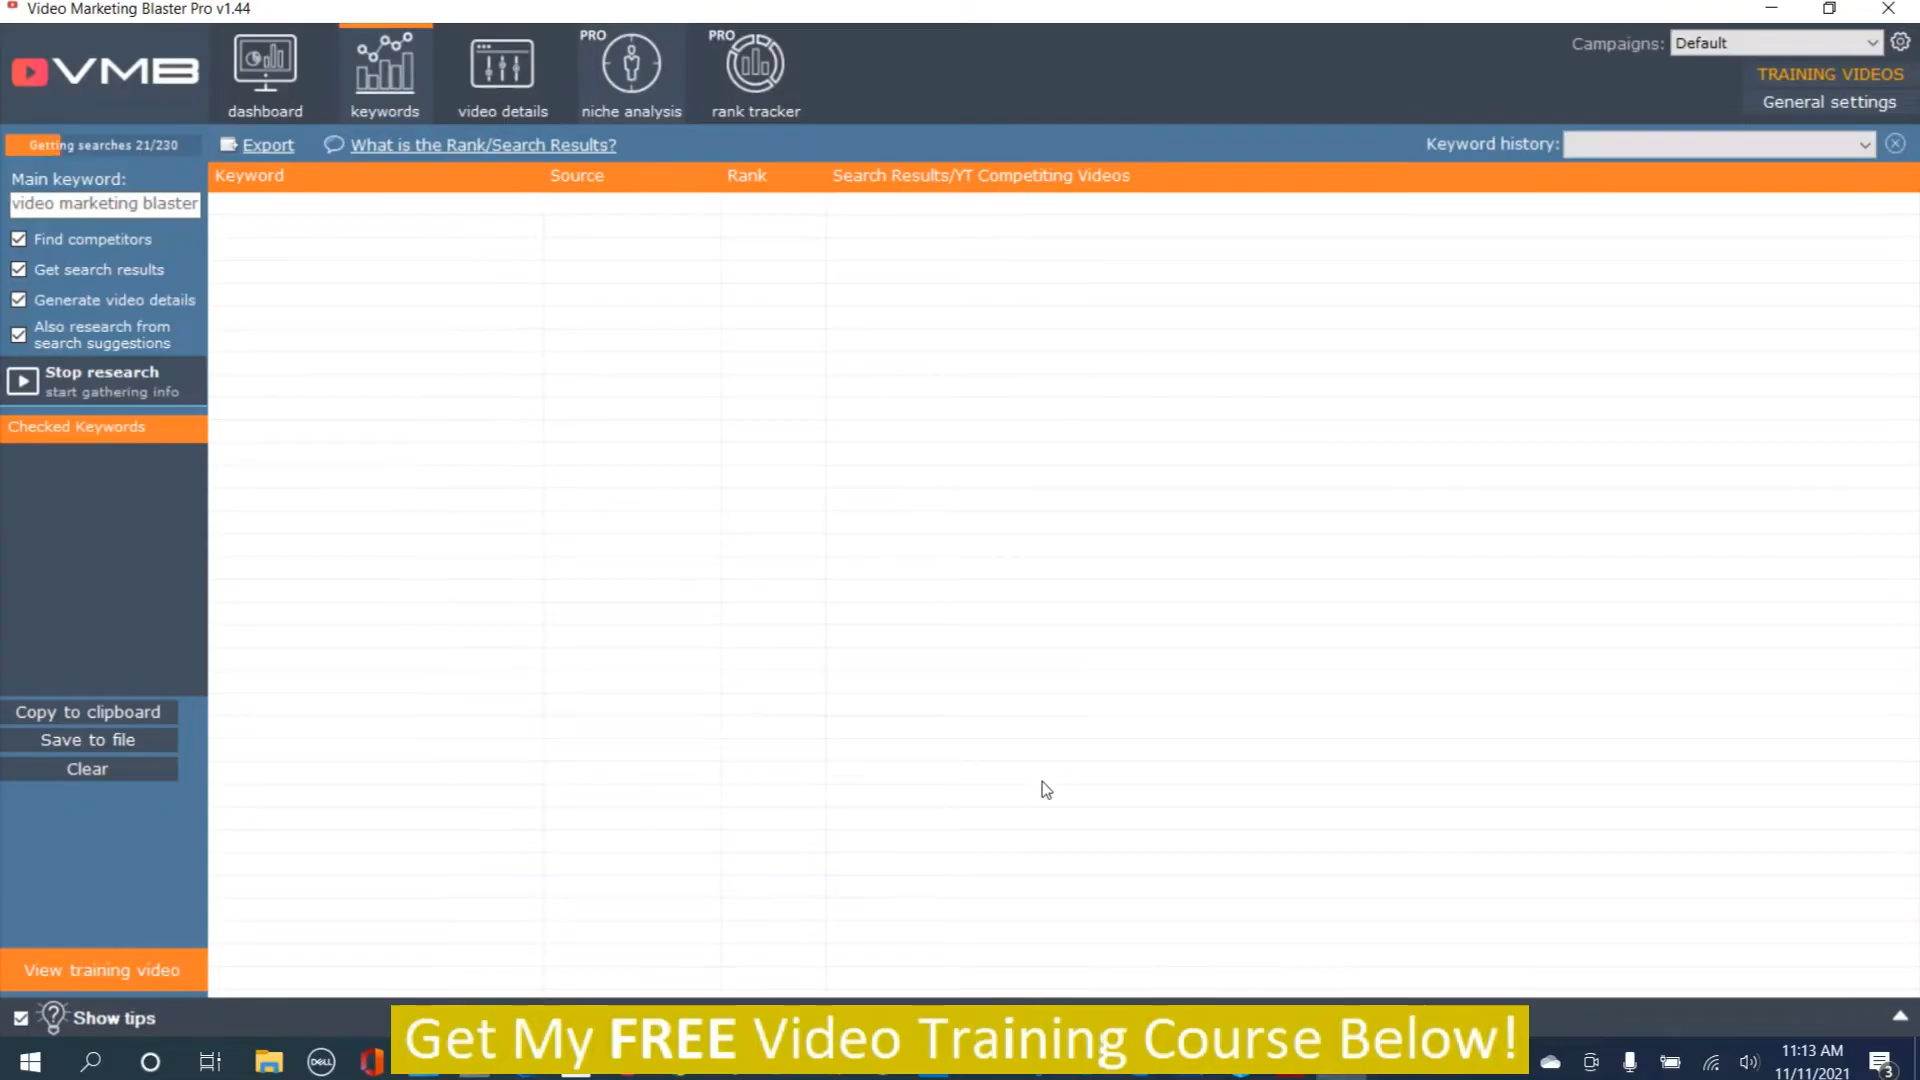 Video Marketing Blaster Pro v1.44
VMB
dashboard
keywords
video details
PRO
niche analysis
PRO
rank tracker
Campaigns:
Default
TRAINING VIDEOS
General settings
Getting searches 21/230
Export
What is the Rank/Search Results?
Keyword history:
Main keyword:
video marketing blaster
Find competitors
Get search results
Generate video details
Also research from
search suggestions
Stop research
start gathering info
Keyword
Source
Rank
Search Results/YT Competiting Videos
Checked Keywords
Copy to clipboard
Save to file
Clear
View training video
Show tips
Get My FREE Video Training Course Below!
DELL
11:13 AM
11/11/2021
3